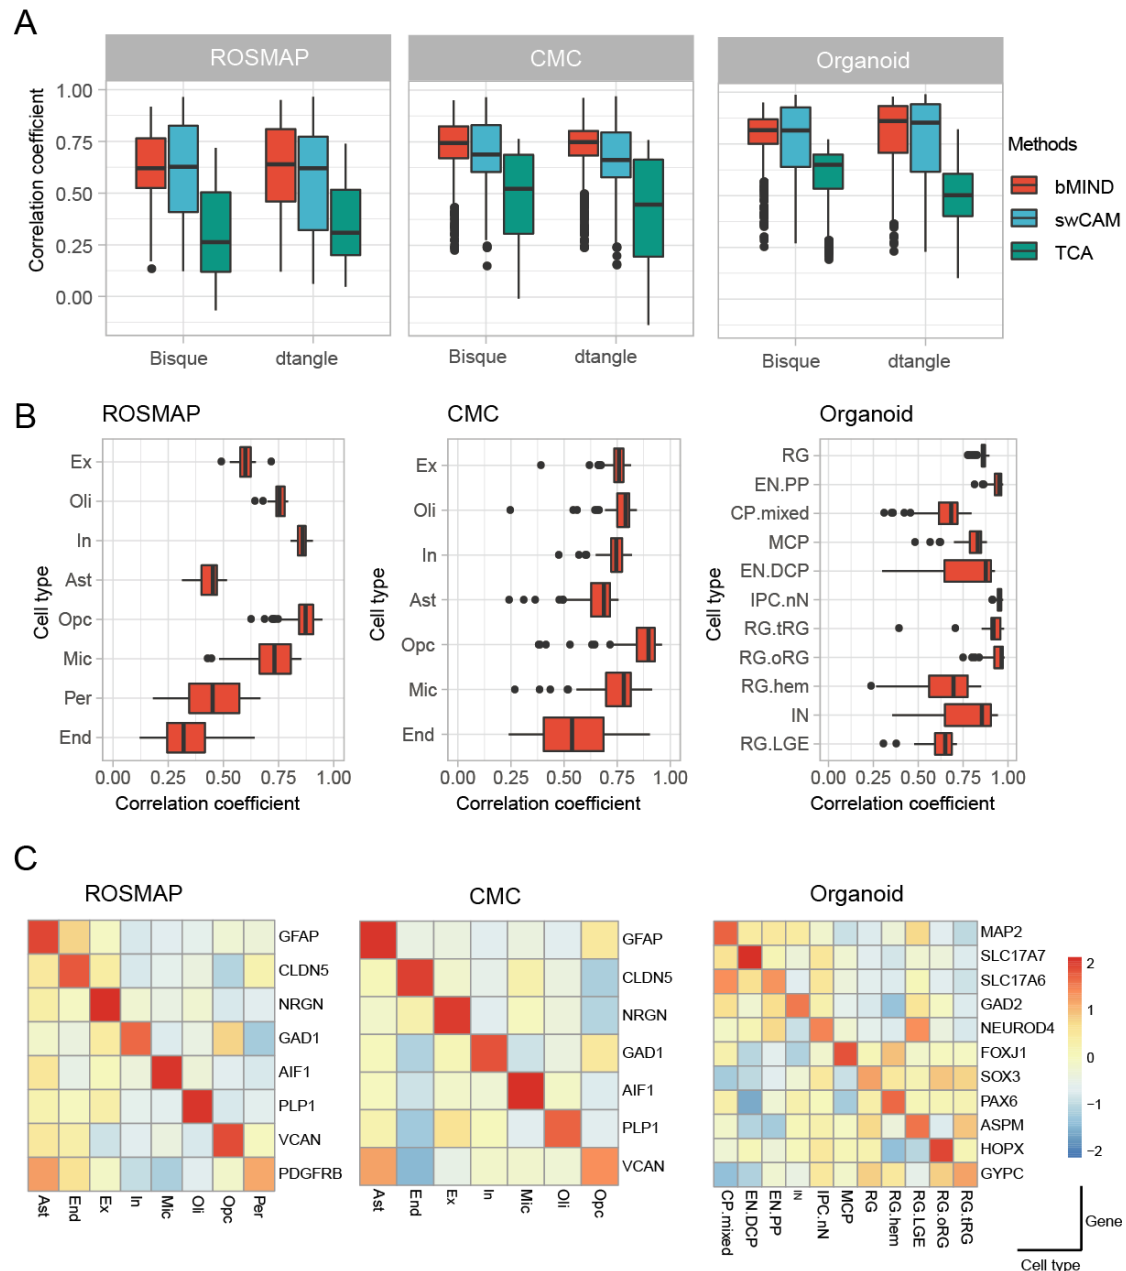 A
ROSMAP
CMC
Organoid
Correlation coefficient
1.00
0.75
0.50
0.25
0.00
Bisque
dtangle
Bisque
dtangle
Bisque
dtangle
Methods
bMIND
swCAM
TCA
B
ROSMAP
Cell type
Ex
Oli
In
Ast
Opc
Mic
Per
End
0.00 0.25 0.50 0.75 1.00
Correlation coefficient
CMC
Cell type
Ex
Oli
In
Ast
Opc
Mic
End
0.00 0.25 0.50 0.75 1.00
Correlation coefficient
Organoid
Cell type
RG
EN.PP
CP.mixed
MCP
EN.DCP
IPC.nN
RG.tRG
RG.oRG
RG.hem
IN
RG.LGE
0.00 0.25 0.50 0.75 1.00
Correlation coefficient
C
ROSMAP
GFAP
CLDN5
NRGN
GAD1
AIF1
PLP1
VCAN
PDGFRB
Ast
End
Ex
In
Mic
Oli
Opc
Per
CMC
GFAP
CLDN5
NRGN
GAD1
AIF1
PLP1
VCAN
Ast
End
Ex
In
Mic
Oli
Opc
Organoid
MAP2
SLC17A7
SLC17A6
GAD2
NEUROD4
FOXJ1
SOX3
PAX6
ASPM
HOPX
GYPC
CP.mixed
EN.DCP
EN.PP
IN
IPC.nN
MCP
RG
RG.hem
RG.LGE
RG.oRG
RG.tRG
2
1
0
−1
−2
Gene
Cell type